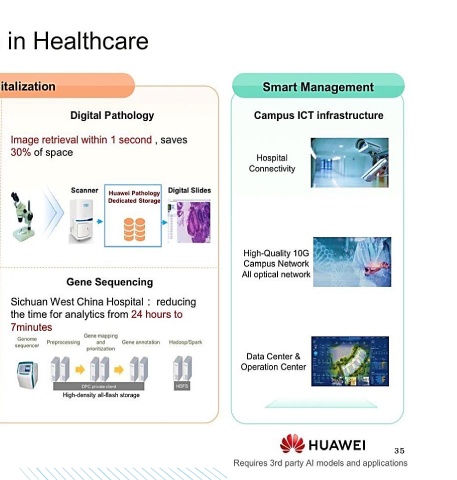 in Healthcare
italization
Digital Pathology
Image retrieval within 1 second , saves
30% of space
Scanner
Huawei Pathology
Dedicated Storage
Digital Slides
Gene Sequencing
Sichuan West China Hospital： reducing
the time for analytics from 24 hours to
7minutes
Genome
sequencer
Preprocessing
Gene mapping
and
prioritization
Gene annotation
Hadoop/Spark
DPC private client
HDFS
High-density all-flash storage
Smart Management
Campus ICT infrastructure
Hospital
Connectivity
High-Quality 10G
Campus Network
All optical network
Data Center &
Operation Center
HUAWEI
35
Requires 3rd party AI models and applications